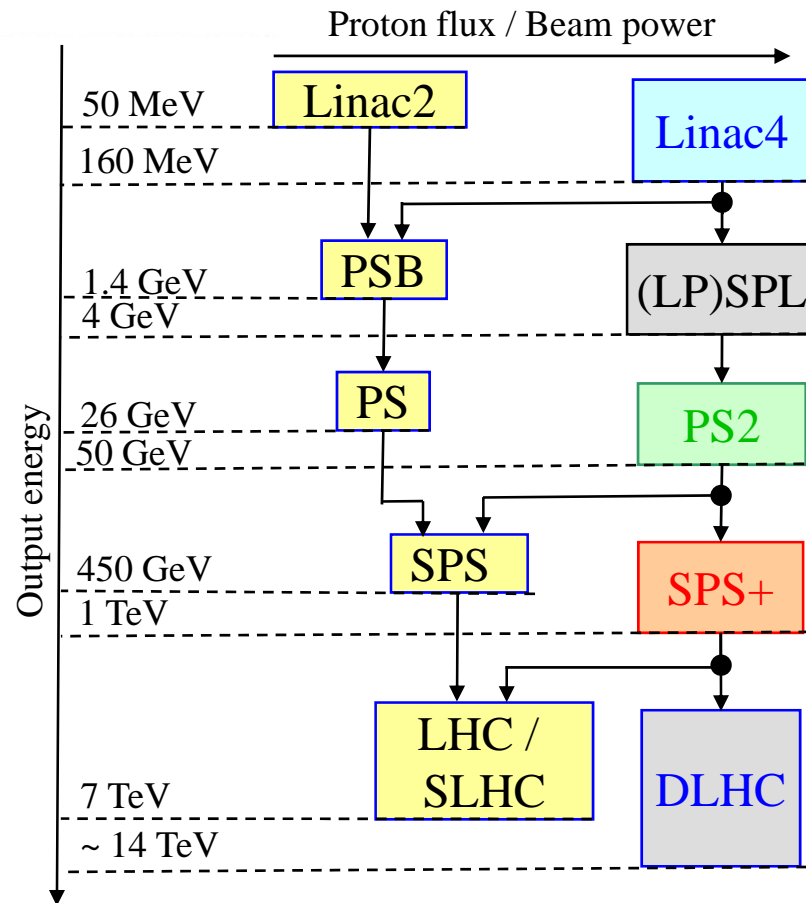 Proton flux / Beam power
50 MeV
Linac2
Linac4
160 MeV
PSB
(LP)SPL
1.4 GeV
4 GeV
PS
PS2
26 GeV
50 GeV
Output energy
SPS
SPS+
450 GeV
1 TeV
LHC /
SLHC
DLHC
7 TeV
~ 14 TeV